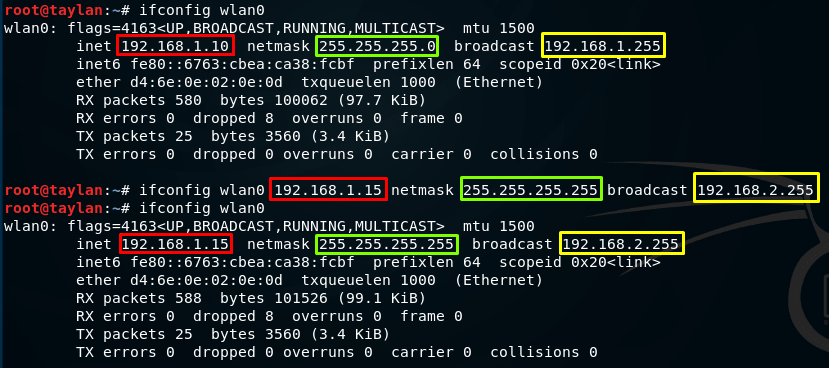 root@taylan:~# ifconfig wlan0
wlan0: flags=4163<UP,BROADCAST,RUNNING,MULTICAST>  mtu 1500
inet 192.168.1.10  netmask 255.255.255.0  broadcast 192.168.1.255
inet6 fe80::6763:cbea:ca38:fcbf  prefixlen 64  scopeid 0x20<link>
ether d4:6e:0e:02:0e:0d  txqueuelen 1000  (Ethernet)
RX packets 580  bytes 100062 (97.7 KiB)
RX errors 0  dropped 8  overruns 0  frame 0
TX packets 25  bytes 3560 (3.4 KiB)
TX errors 0  dropped 0 overruns 0  carrier 0  collisions 0
root@taylan:~# ifconfig wlan0 192.168.1.15 netmask 255.255.255.255 broadcast 192.168.2.255
root@taylan:~# ifconfig wlan0
wlan0: flags=4163<UP,BROADCAST,RUNNING,MULTICAST>  mtu 1500
inet 192.168.1.15  netmask 255.255.255.255  broadcast 192.168.2.255
inet6 fe80::6763:cbea:ca38:fcbf  prefixlen 64  scopeid 0x20<link>
ether d4:6e:0e:02:0e:0d  txqueuelen 1000  (Ethernet)
RX packets 588  bytes 101526 (99.1 KiB)
RX errors 0  dropped 8  overruns 0  frame 0
TX packets 25  bytes 3560 (3.4 KiB)
TX errors 0  dropped 0 overruns 0  carrier 0  collisions 0